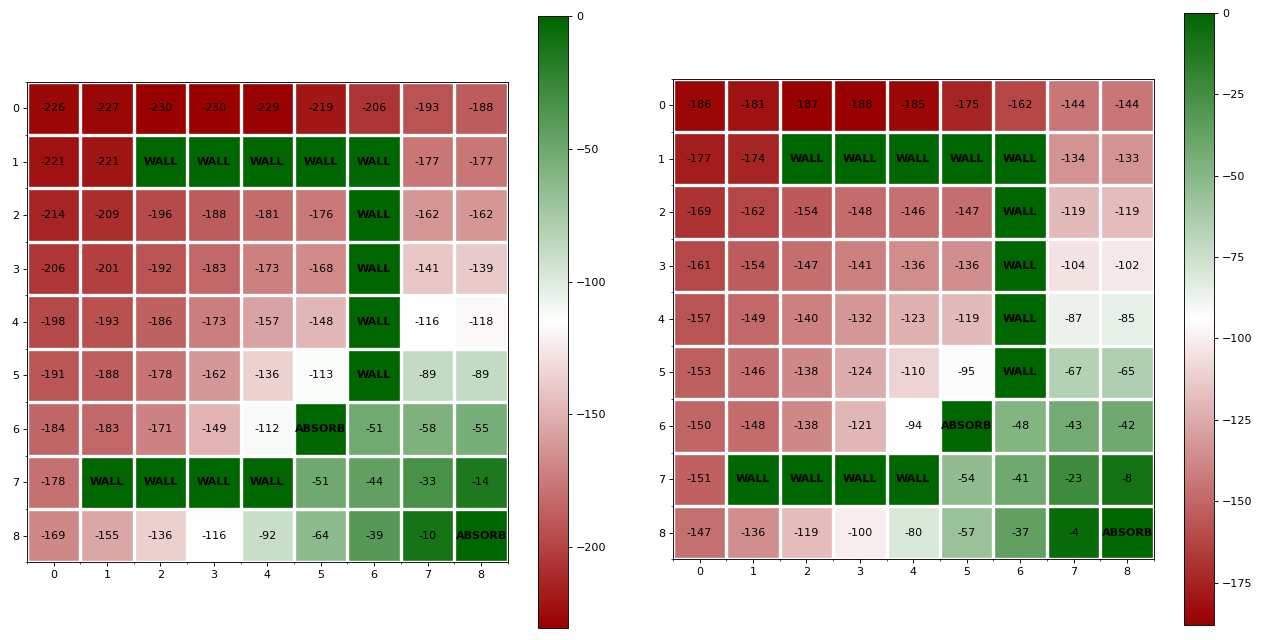 0 -226 -227 -230 -230 -229 -219 -206 -193 -188
1 -221 -221 WALL WALL WALL WALL WALL -177 -177
2 -214 -209 -196 -188 -181 -176 WALL -162 -162
3 -206 -201 -192 -183 -173 -168 WALL -141 -139
4 -198 -193 -186 -173 -157 -148 WALL -116 -118
5 -191 -188 -178 -162 -136 -113 WALL -89 -89
6 -184 -183 -171 -149 -112 ABSORB -51 -58 -55
7 -178 WALL WALL WALL WALL -51 -44 -33 -14
8 -169 -155 -136 -116 -92 -64 -39 -10 ABSORB
0 1 2 3 4 5 6 7 8
0
−50
−100
−150
−200
0 -186 -181 -187 -188 -185 -175 -162 -144 -144
1 -177 -174 WALL WALL WALL WALL WALL -134 -133
2 -169 -162 -154 -148 -146 -147 WALL -119 -119
3 -161 -154 -147 -141 -136 -136 WALL -104 -102
4 -157 -149 -140 -132 -123 -119 WALL -87 -85
5 -153 -146 -138 -124 -110 -95 WALL -67 -65
6 -150 -148 -138 -121 -94 ABSORB -48 -43 -42
7 -151 WALL WALL WALL WALL -54 -41 -23 -8
8 -147 -136 -119 -100 -80 -57 -37 -4 ABSORB
0 1 2 3 4 5 6 7 8
0
−25
−50
−75
−100
−125
−150
−175